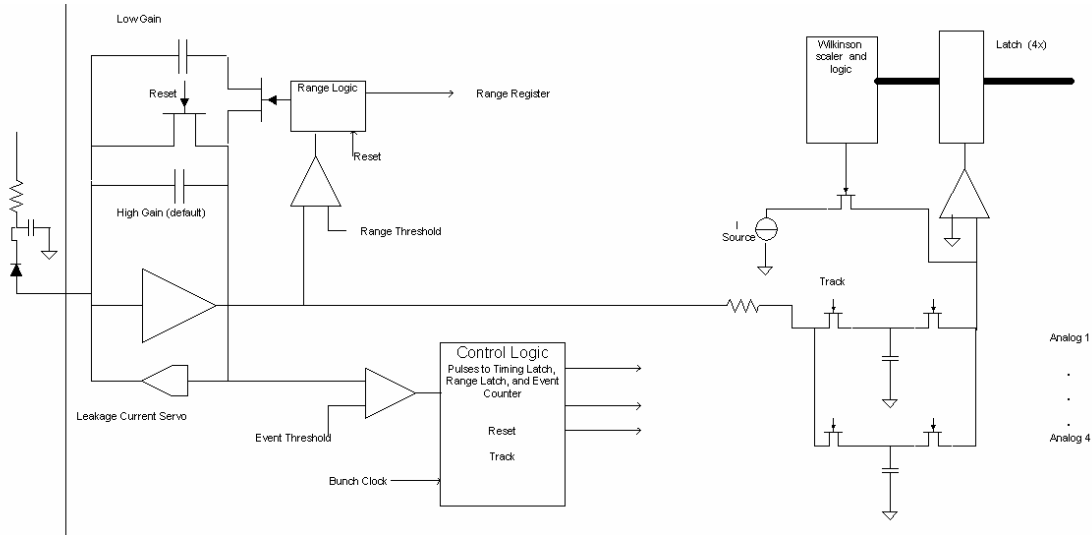 Low Gain
Reset
Range Logic
Range Register
Reset
High Gain (default)
Range Threshold
Wilkinson
scaler and
logic
Latch (4x)
I
Source
Track
Control Logic
Pulses to Timing Latch,
Range Latch, and Event
Counter
Reset
Track
Leakage Current Servo
Event Threshold
Bunch Clock
Analog 1
.
.
.
Analog 4